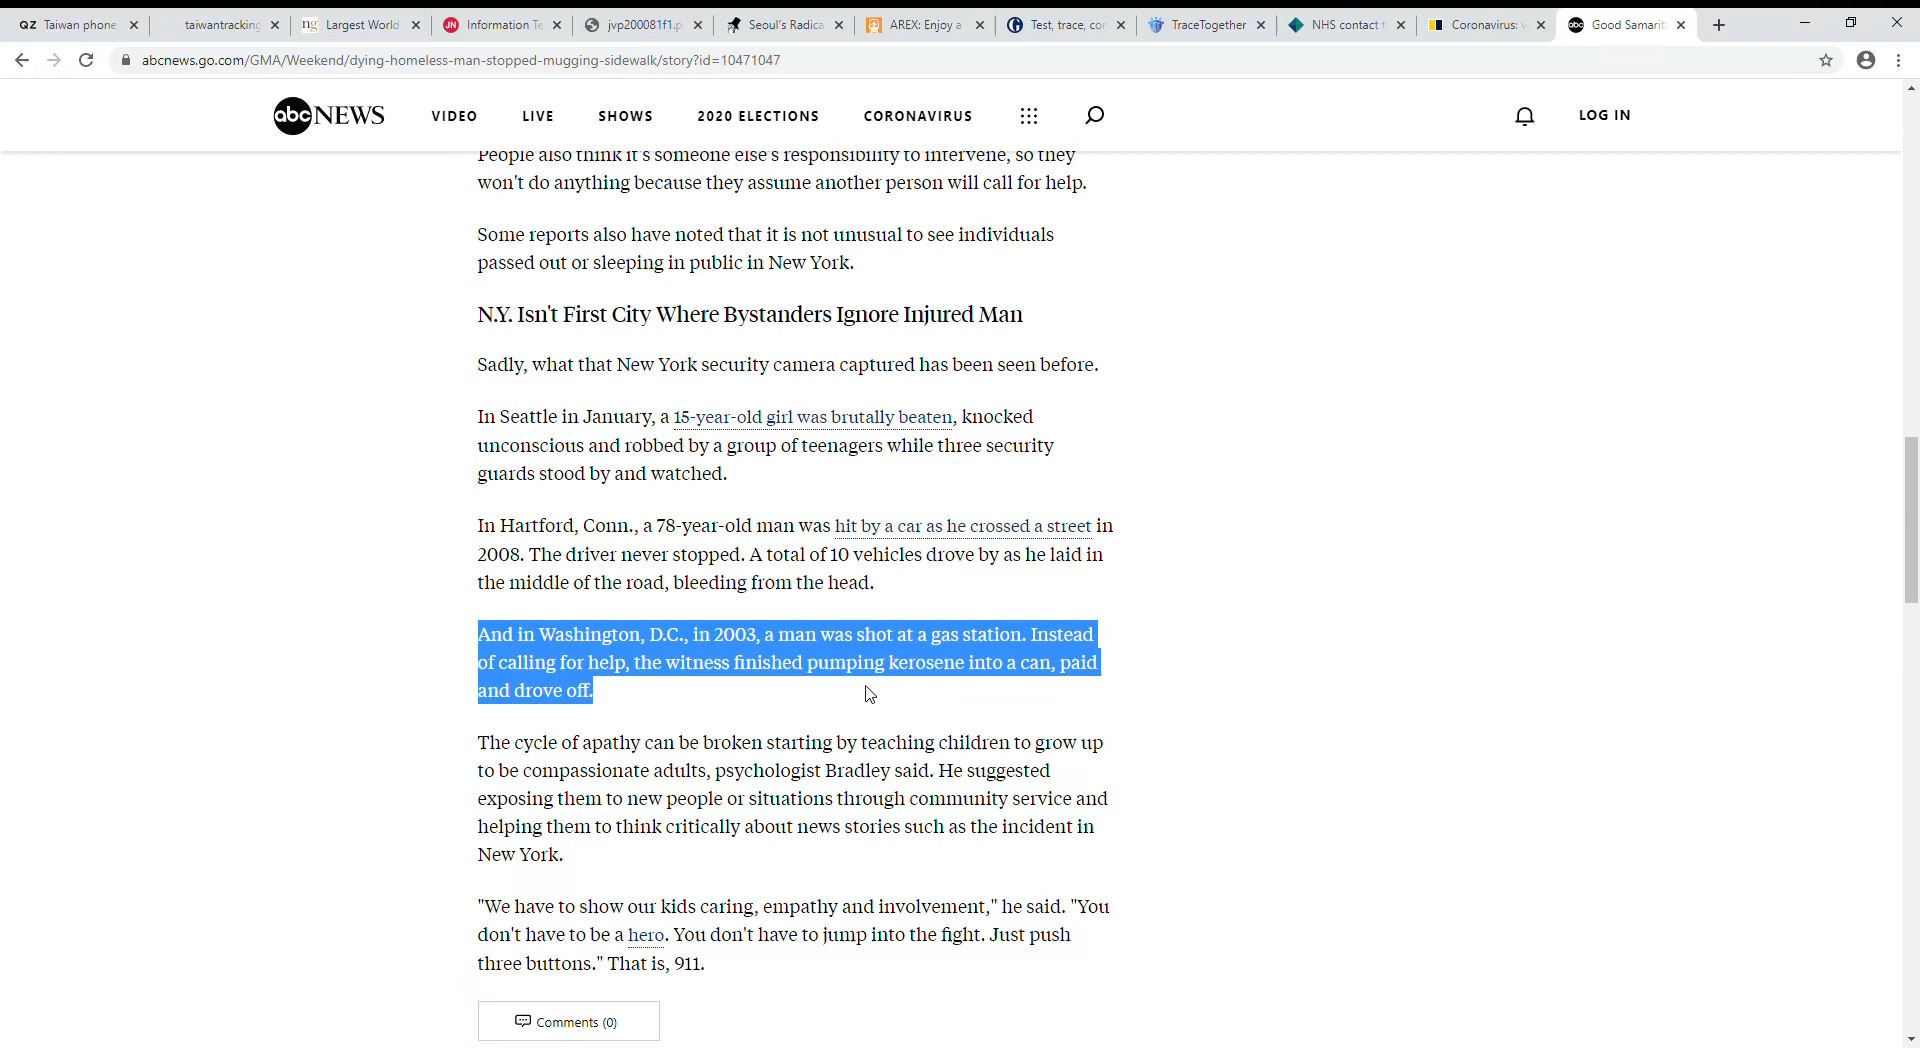 QZ Taiwan phone
taiwantracking
ng Largest World
JN Information Te
jvp200081f1.p
Seoul's Radica
AREX: Enjoy a
Test, trace, con
TraceTogether
NHS contact t
Coronavirus: w
abc Good Samarit
abcnews.go.com/GMA/Weekend/dying-homeless-man-stopped-mugging-sidewalk/story?id=10471047
abc NEWS VIDEO LIVE SHOWS 2020 ELECTIONS CORONAVIRUS LOG IN
People also think it's someone else's responsibility to intervene, so they
won't do anything because they assume another person will call for help.
Some reports also have noted that it is not unusual to see individuals
passed out or sleeping in public in New York.
N.Y. Isn't First City Where Bystanders Ignore Injured Man
Sadly, what that New York security camera captured has been seen before.
In Seattle in January, a 15-year-old girl was brutally beaten, knocked
unconscious and robbed by a group of teenagers while three security
guards stood by and watched.
In Hartford, Conn., a 78-year-old man was hit by a car as he crossed a street in
2008. The driver never stopped. A total of 10 vehicles drove by as he laid in
the middle of the road, bleeding from the head.
And in Washington, D.C., in 2003, a man was shot at a gas station. Instead
of calling for help, the witness finished pumping kerosene into a can, paid
and drove off.
The cycle of apathy can be broken starting by teaching children to grow up
to be compassionate adults, psychologist Bradley said. He suggested
exposing them to new people or situations through community service and
helping them to think critically about news stories such as the incident in
New York.
"We have to show our kids caring, empathy and involvement," he said. "You
don't have to be a hero. You don't have to jump into the fight. Just push
three buttons." That is, 911.
Comments (0)